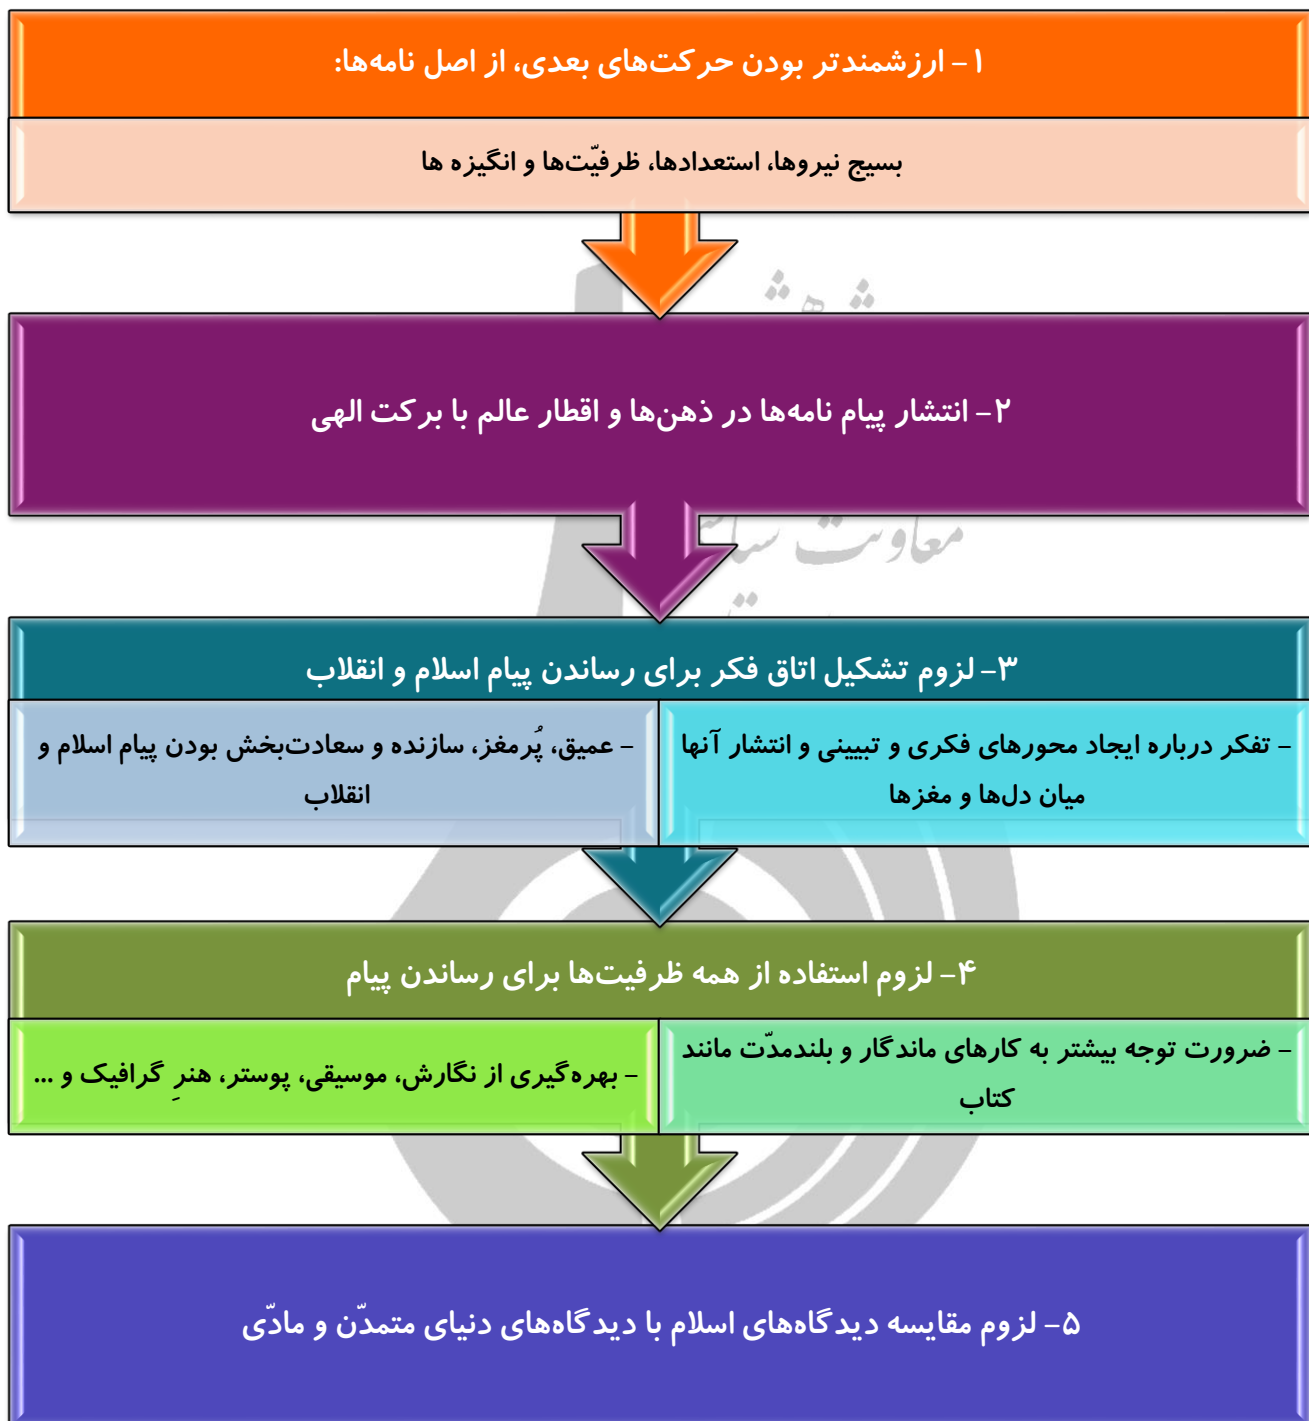 ۱- ارزشمندتر بودن حرکت‌های بعدی، از اصل نامه‌ها:
بسیج نیروها، استعدادها، ظرفیّت‌ها و انگیزه ها
۲- انتشار پیام نامه‌ها در ذهن‌ها و اقطار عالم با برکت الهی
معاونت
۳- لزوم تشکیل اتاق فکر برای رساندن پیام اسلام و انقلاب
- تفکر درباره ایجاد محورهای فکری و تبیینی و انتشار آنها
میان دل‌ها و مغزها
- عمیق، پُرمغز، سازنده و سعادت‌بخش بودن پیام اسلام و
انقلاب
۴- لزوم استفاده از همه ظرفیت‌ها برای رساندن پیام
- ضرورت توجه بیشتر به کارهای ماندگار و بلندمدّت مانند
کتاب
- بهره‌گیری از نگارش، موسیقی، پوستر، هنرِ گرافیک و ...
۵- لزوم مقایسه دیدگاه‌های اسلام با دیدگاه‌های دنیای متمدّن و مادّی